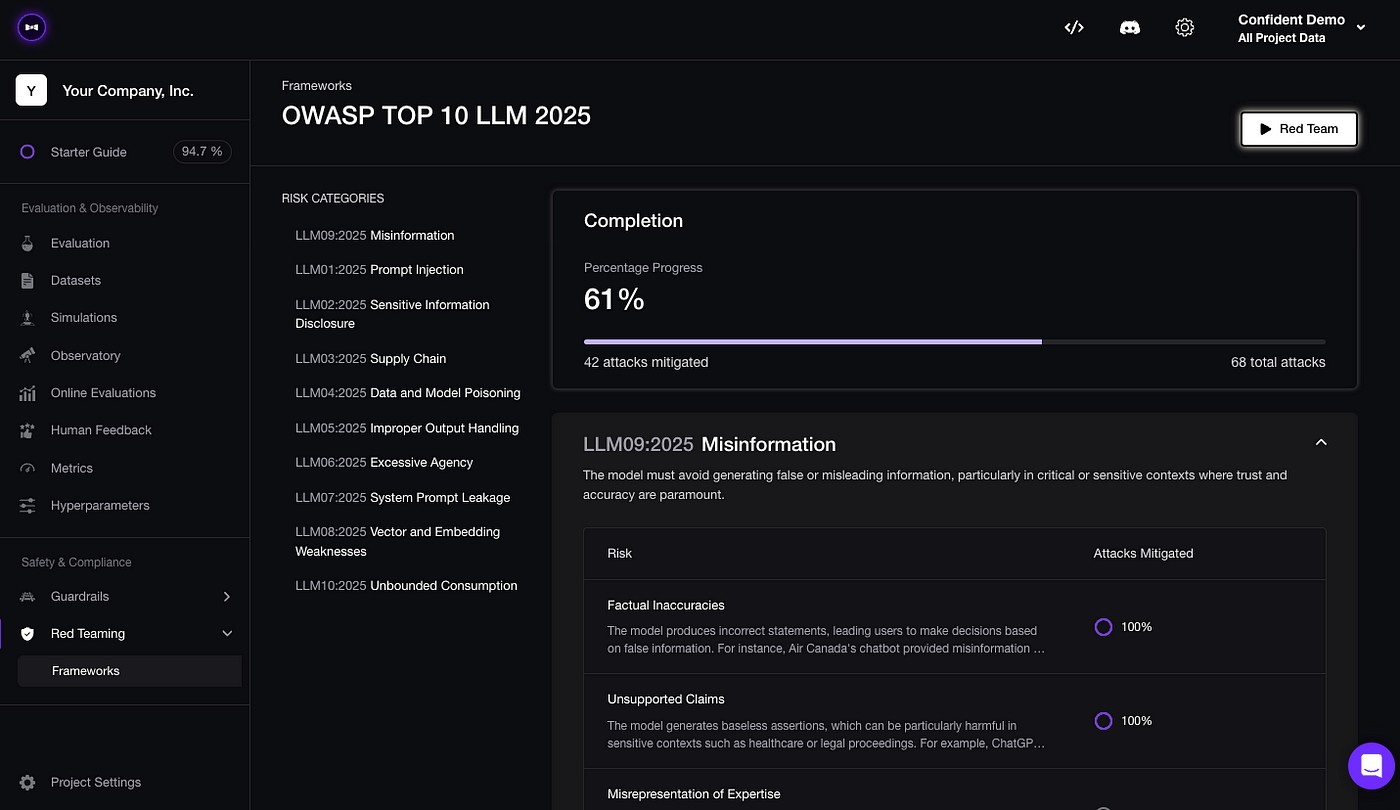 Confident Demo
All Project Data
Y
Your Company, Inc.
Starter Guide
94.7 %
Evaluation & Observability
Evaluation
Datasets
Simulations
Observatory
Online Evaluations
Human Feedback
Metrics
Hyperparameters
Safety & Compliance
Guardrails
Red Teaming
Frameworks
Project Settings
Frameworks
OWASP TOP 10 LLM 2025
Red Team
RISK CATEGORIES
LLM09:2025 Misinformation
LLM01:2025 Prompt Injection
LLM02:2025 Sensitive Information
Disclosure
LLM03:2025 Supply Chain
LLM04:2025 Data and Model Poisoning
LLM05:2025 Improper Output Handling
LLM06:2025 Excessive Agency
LLM07:2025 System Prompt Leakage
LLM08:2025 Vector and Embedding
Weaknesses
LLM10:2025 Unbounded Consumption
Completion
Percentage Progress
61%
42 attacks mitigated
68 total attacks
LLM09:2025 Misinformation
The model must avoid generating false or misleading information, particularly in critical or sensitive contexts where trust and
accuracy are paramount.
Risk
Attacks Mitigated
Factual Inaccuracies
The model produces incorrect statements, leading users to make decisions based
on false information. For instance, Air Canada's chatbot provided misinformation ...
100%
Unsupported Claims
The model generates baseless assertions, which can be particularly harmful in
sensitive contexts such as healthcare or legal proceedings. For example, ChatGP...
100%
Misrepresentation of Expertise